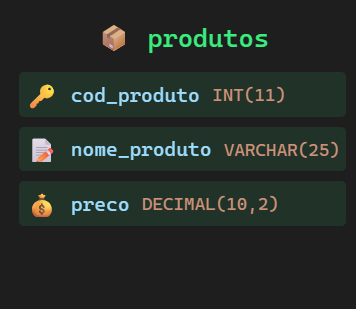 produtos
cod_produto INT(11)
nome_produto VARCHAR(25)
preco DECIMAL(10,2)